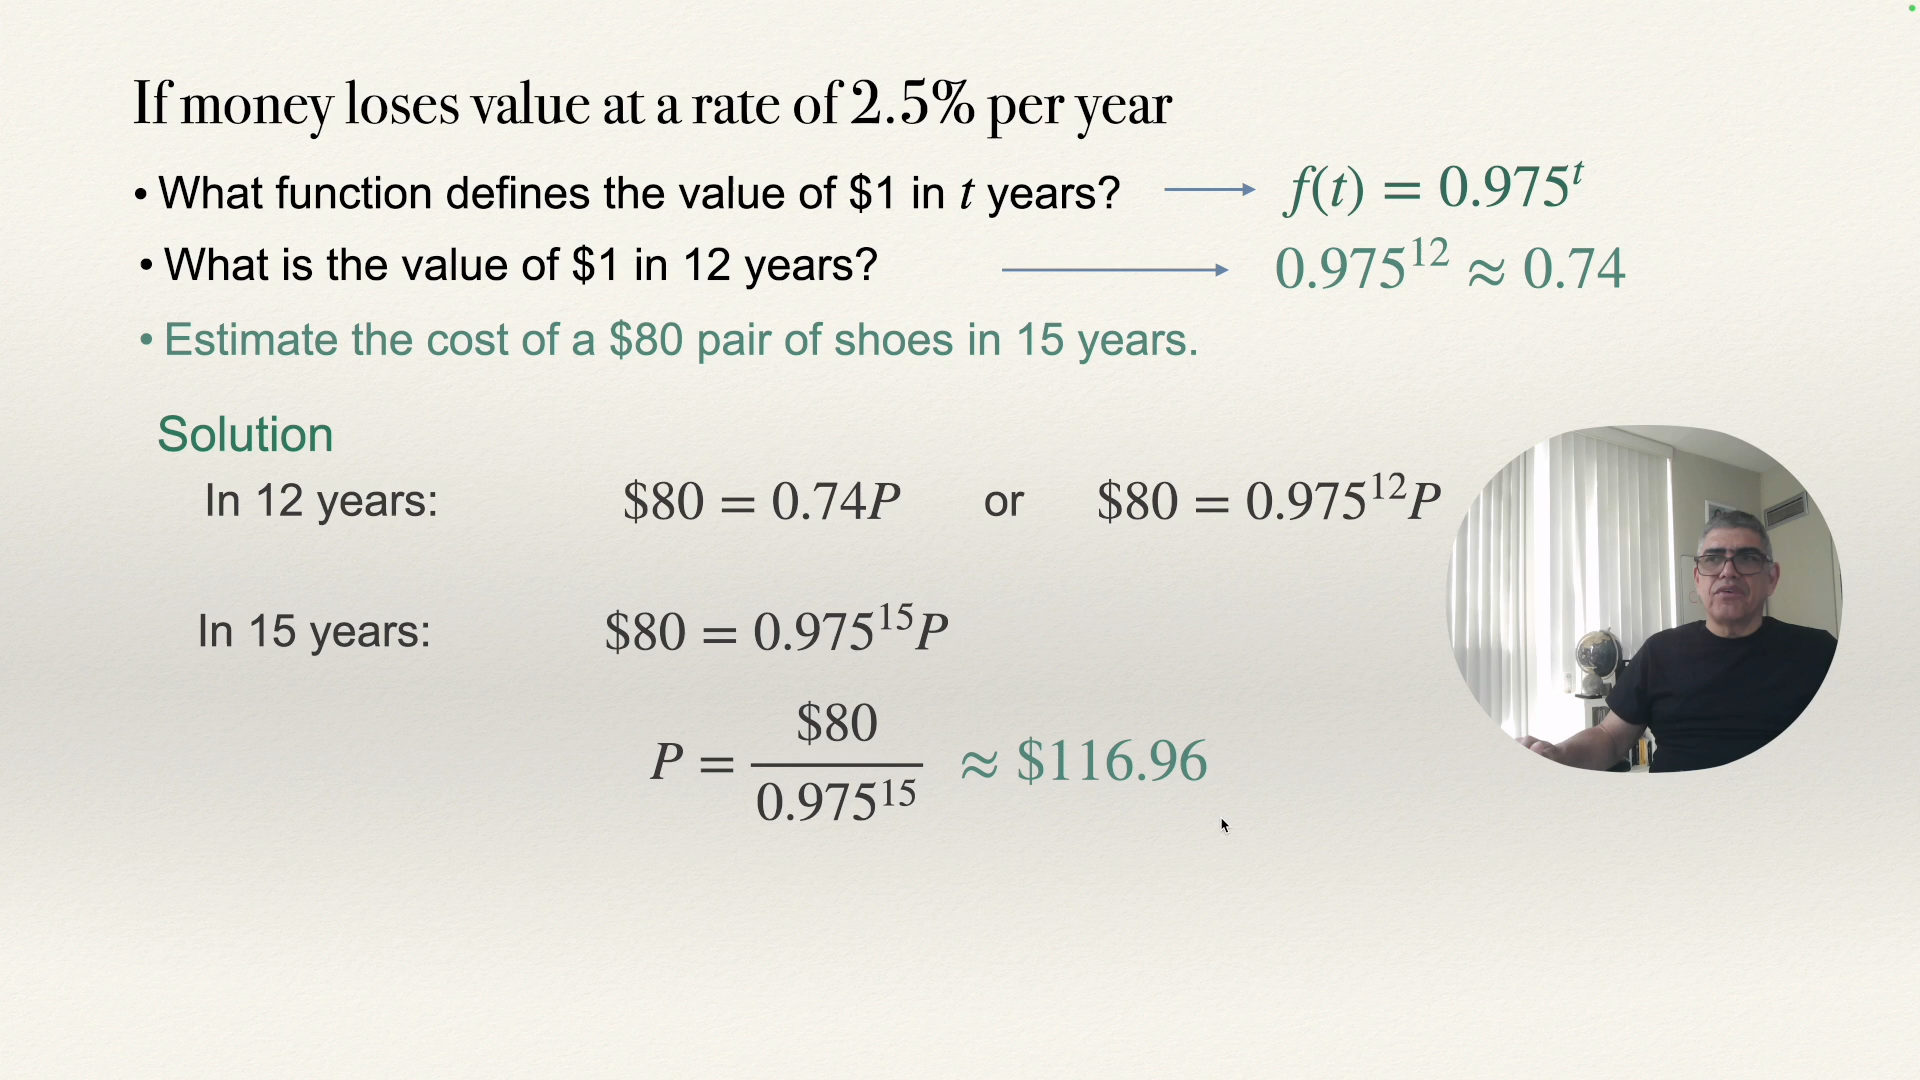 If money loses value at a rate of 2.5% per year
• What function defines the value of $1 in t years? f(t) = 0.975^t
• What is the value of $1 in 12 years? 0.975^12 ≈ 0.74
• Estimate the cost of a $80 pair of shoes in 15 years.
Solution
In 12 years: $80 = 0.74P or $80 = 0.975^12P
In 15 years: $80 = 0.975^15P
P = $80 / 0.975^15 ≈ $116.96